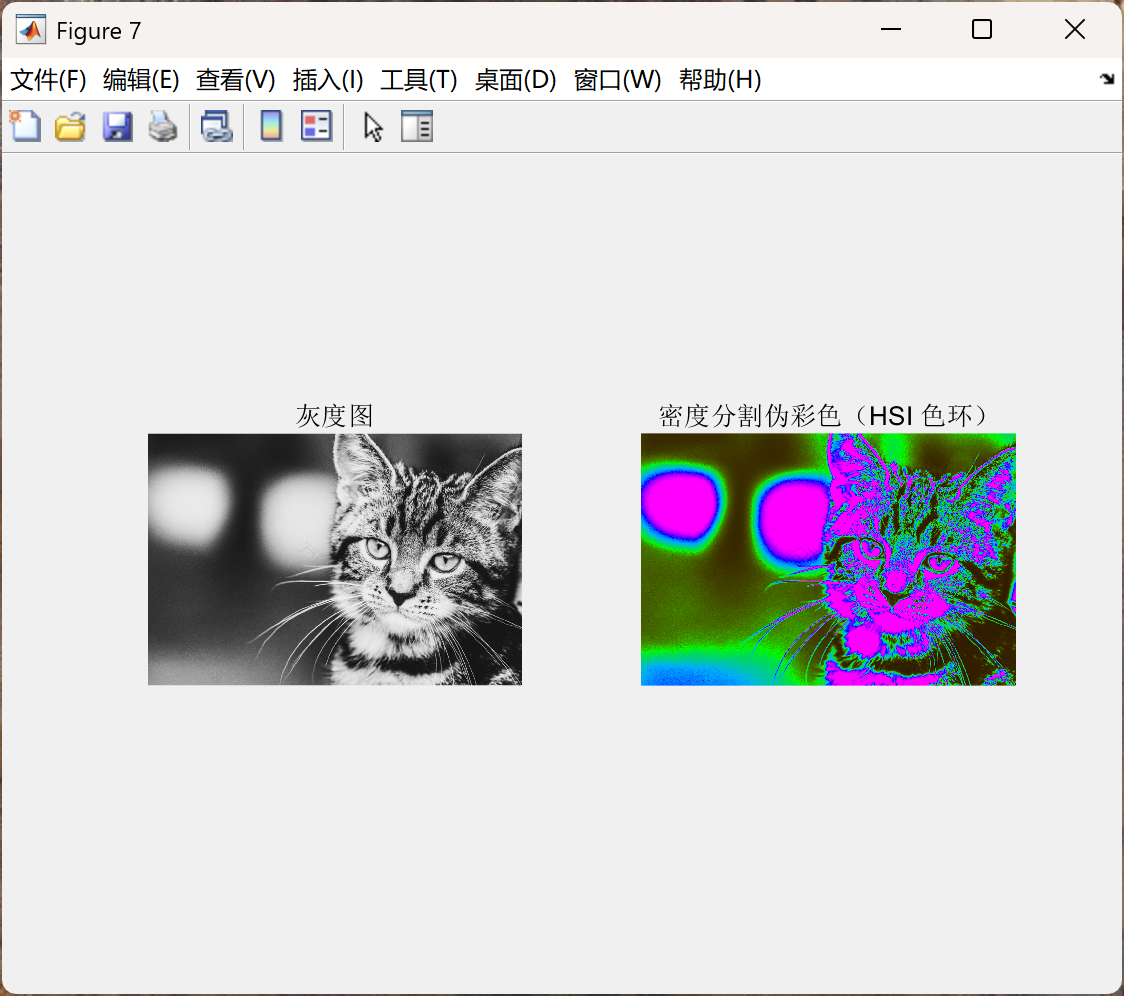 Figure 7
文件(F) 编辑(E) 查看(V) 插入(I) 工具(T) 桌面(D) 窗口(W) 帮助(H)
灰度图
密度分割伪彩色（HSI 色环）